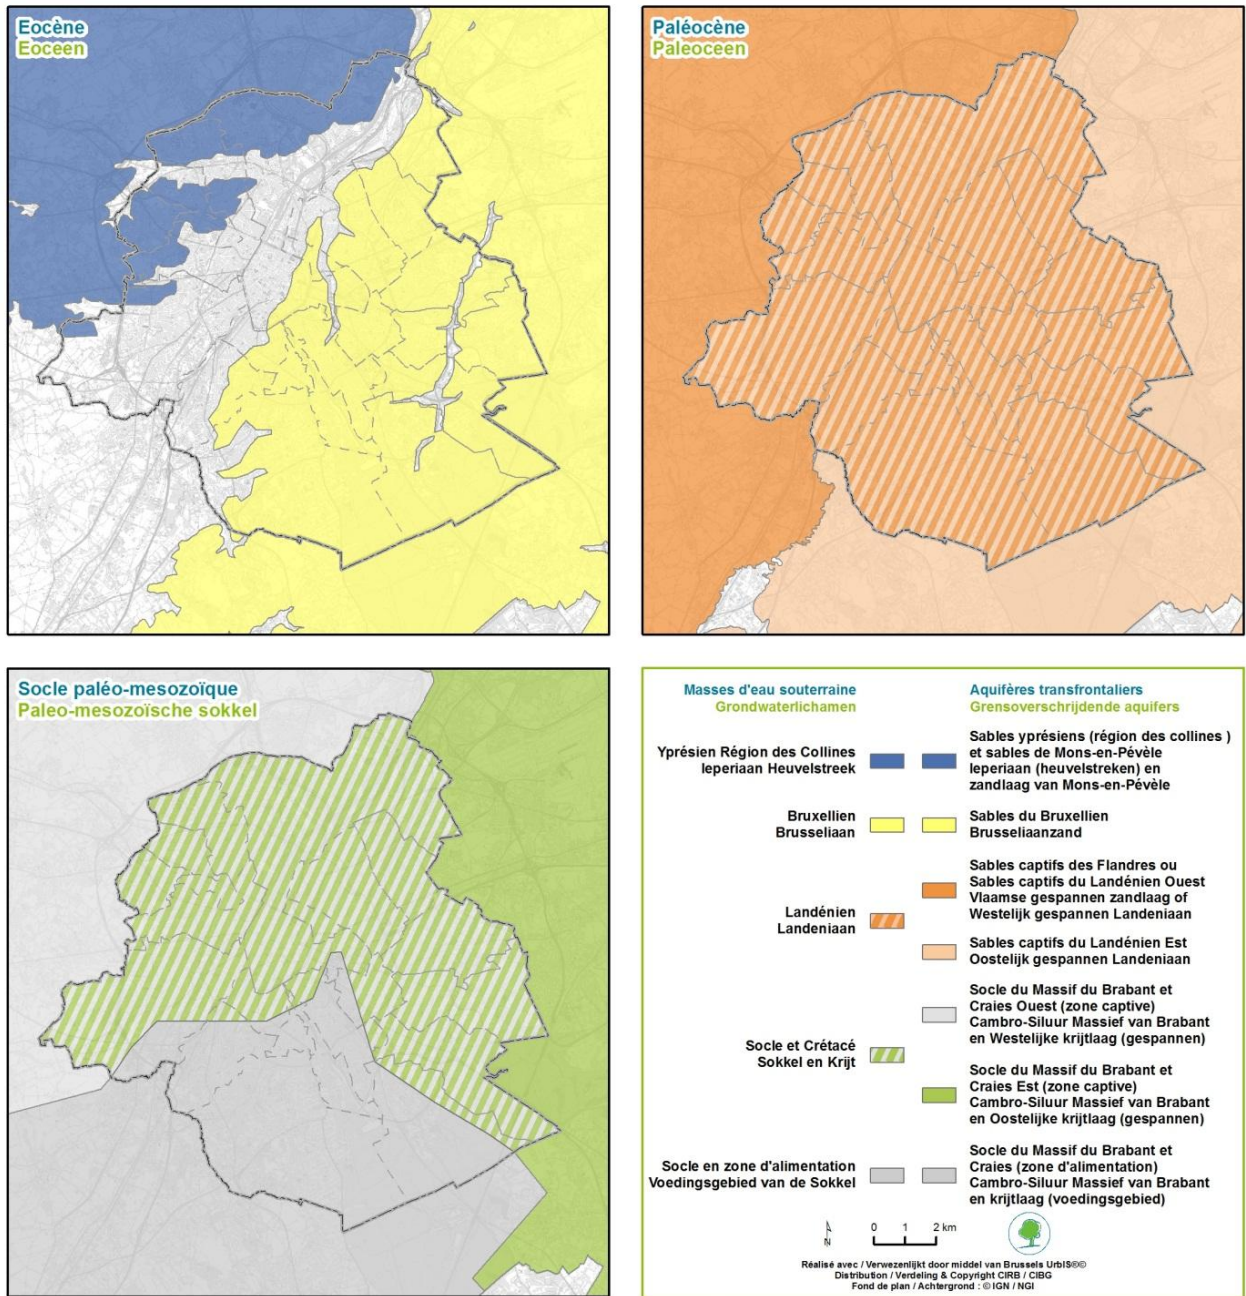 Eocène
Eoceen
Paléocène
Paleoceen
Socle paléo-mesozoïque
Paleo-mesozoïsche sokkel
Masses d'eau souterraine
Grondwaterlichamen
Aquifères transfrontaliers
Grensoverschrijdende aquifers
Yprésien Région des Collines
Ieperiaan Heuvelstreek
Sables yprésiens (région des collines )
et sables de Mons-en-Pévèle
Ieperiaan (heuvelstreken) en
zandlaag van Mons-en-Pévèle
Bruxellien
Brusseliaan
Sables du Bruxellien
Brusseliaanzand
Landénien
Landeniaan
Sables captifs des Flandres ou
Sables captifs du Landénien Ouest
Vlaamse gespannen zandlaag of
Westelijk gespannen Landeniaan
Sables captifs du Landénien Est
Oostelijk gespannen Landeniaan
Socle et Crétacé
Sokkel en Krijt
Socle du Massif du Brabant et
Craies Ouest (zone captive)
Cambro-Siluur Massief van Brabant
en Westelijke krijtlaag (gespannen)
Socle du Massif du Brabant et
Craies Est (zone captive)
Cambro-Siluur Massief van Brabant
en Oostelijke krijtlaag (gespannen)
Socle en zone d'alimentation
Voedingsgebied van de Sokkel
Socle du Massif du Brabant et
Craies (zone d'alimentation)
Cambro-Siluur Massief van Brabant
en krijtlaag (voedingsgebied)
N
0 1 2 km
Réalisé avec / Verwezenlijkt door middel van Brussels UrbIS®©
Distribution / Verdeling & Copyright CIRB / CIBG
Fond de plan / Achtergrond : © IGN / NGI